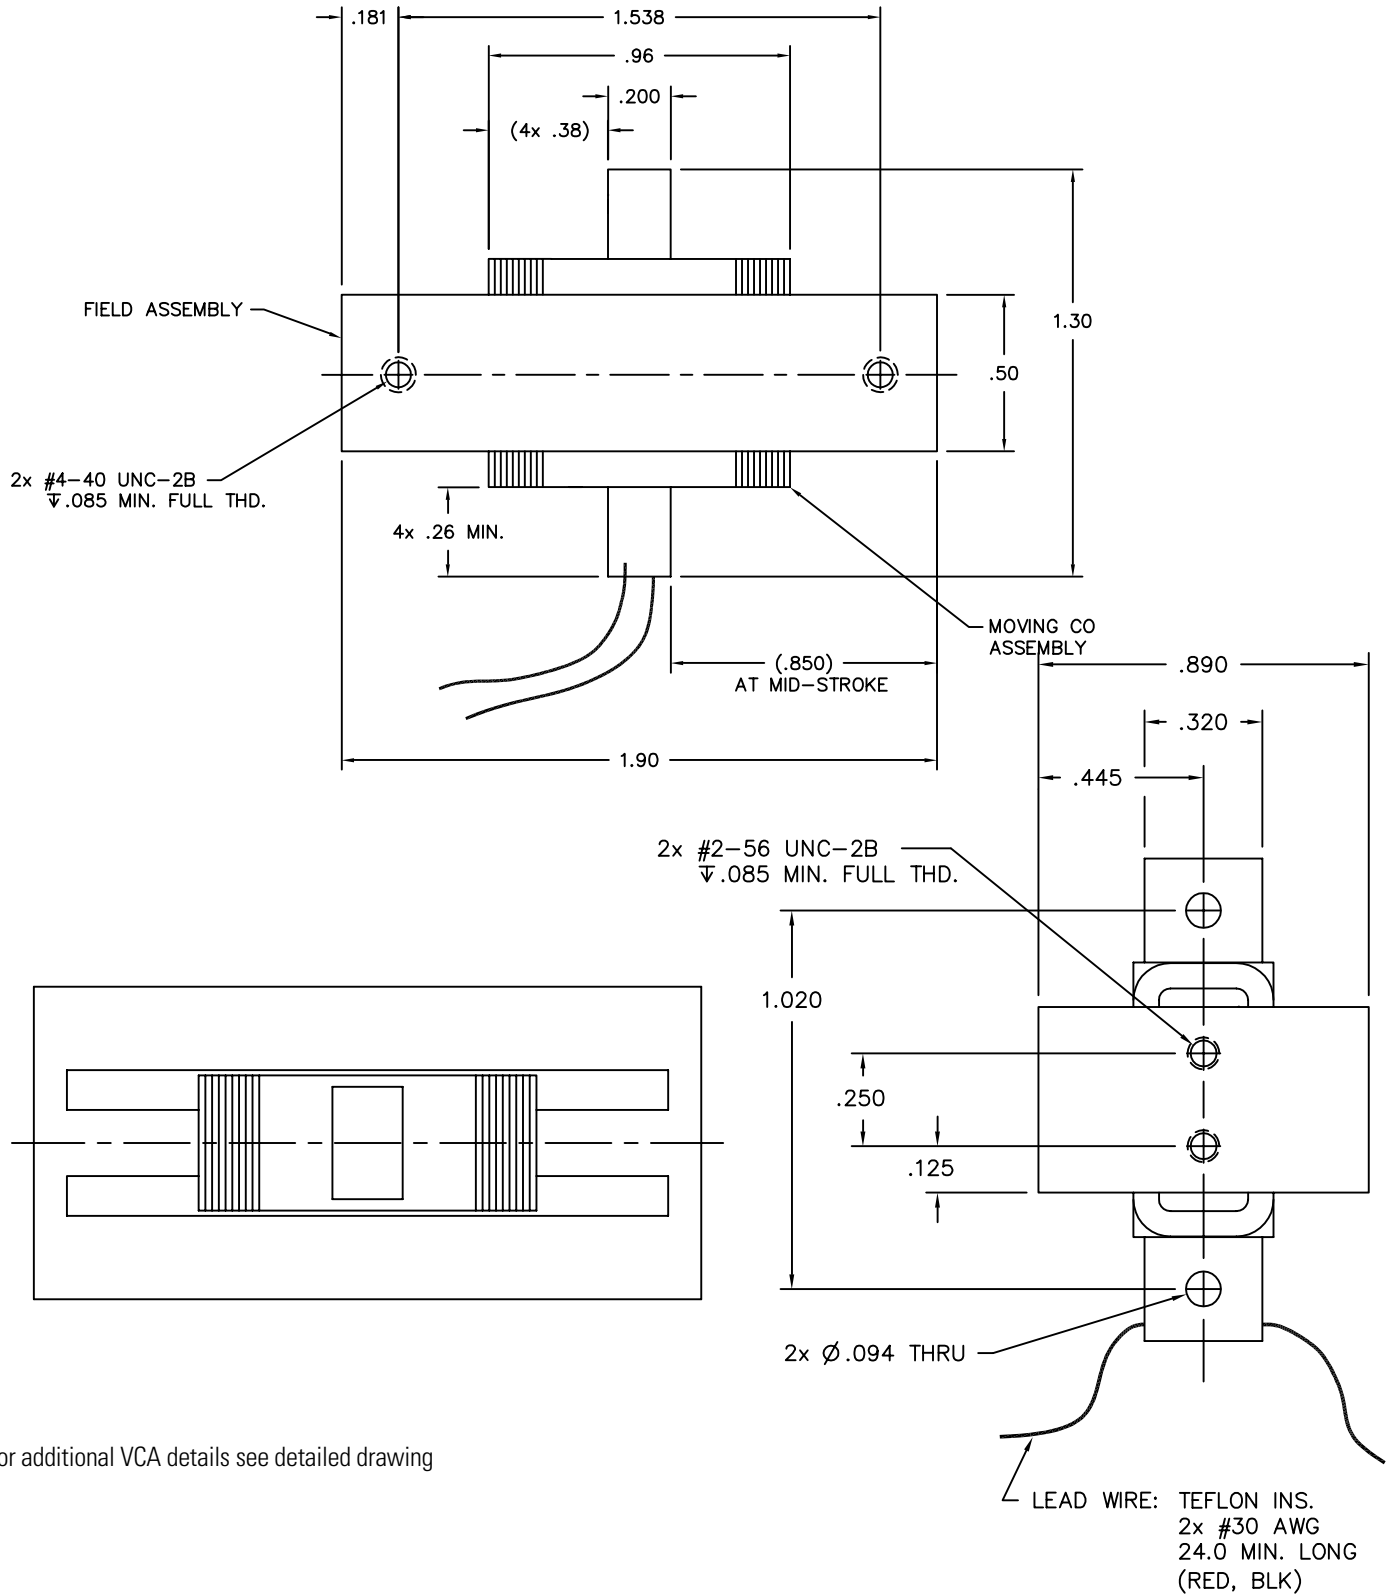 .181
1.538
.96
.200
(4x .38)
FIELD ASSEMBLY
1.30
.50
2x #4-40 UNC-2B
↧.085 MIN. FULL THD.
4x .26 MIN.
MOVING CO
ASSEMBLY
(.850)
AT MID-STROKE
1.90
.890
.320
.445
2x #2-56 UNC-2B
↧.085 MIN. FULL THD.
1.020
.250
.125
2x Ø.094 THRU
or additional VCA details see detailed drawing
LEAD WIRE: TEFLON INS.
2x #30 AWG
24.0 MIN. LONG
(RED, BLK)